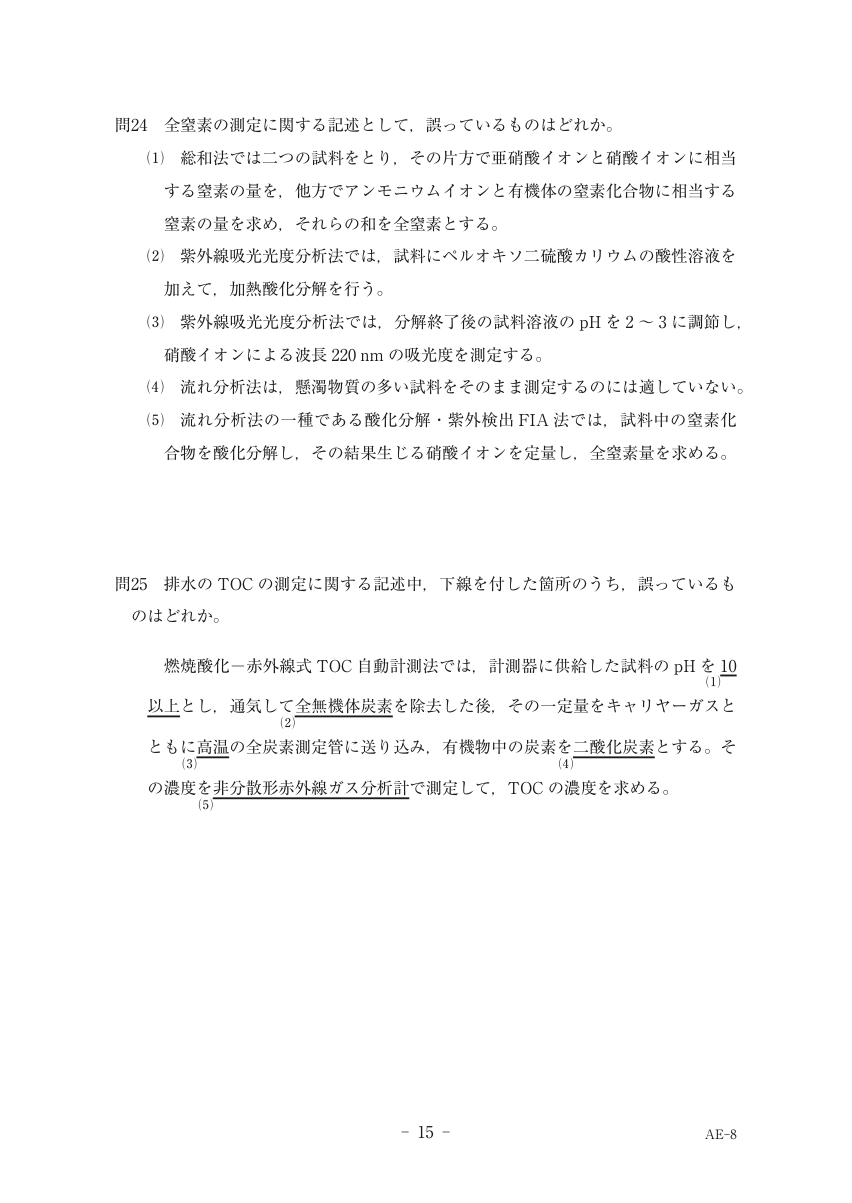 問24　全窒素の測定に関する記述として，誤っているものはどれか。
⑴　総和法では二つの試料をとり，その片方で亜硝酸イオンと硝酸イオンに相当
する窒素の量を，他方でアンモニウムイオンと有機体の窒素化合物に相当する
窒素の量を求め，それらの和を全窒素とする。
⑵　紫外線吸光光度分析法では，試料にペルオキソ二硫酸カリウムの酸性溶液を
加えて，加熱酸化分解を行う。
⑶　紫外線吸光光度分析法では，分解終了後の試料溶液の pH を 2 ～ 3 に調節し，
硝酸イオンによる波長 220 nm の吸光度を測定する。
⑷　流れ分析法は，懸濁物質の多い試料をそのまま測定するのには適していない。
⑸　流れ分析法の一種である酸化分解・紫外検出 FIA 法では，試料中の窒素化
合物を酸化分解し，その結果生じる硝酸イオンを定量し，全窒素量を求める。
問25　排水の TOC の測定に関する記述中，下線を付した箇所のうち，誤っているも
のはどれか。
燃焼酸化－赤外線式 TOC 自動計測法では，計測器に供給した試料の pH を 10
⑴
以上とし，通気して全無機体炭素を除去した後，その一定量をキャリヤーガスと
⑵
ともに高温の全炭素測定管に送り込み，有機物中の炭素を二酸化炭素とする。そ
⑶ ⑷
の濃度を非分散形赤外線ガス分析計で測定して，TOC の濃度を求める。
⑸
− 15 −
AE−8